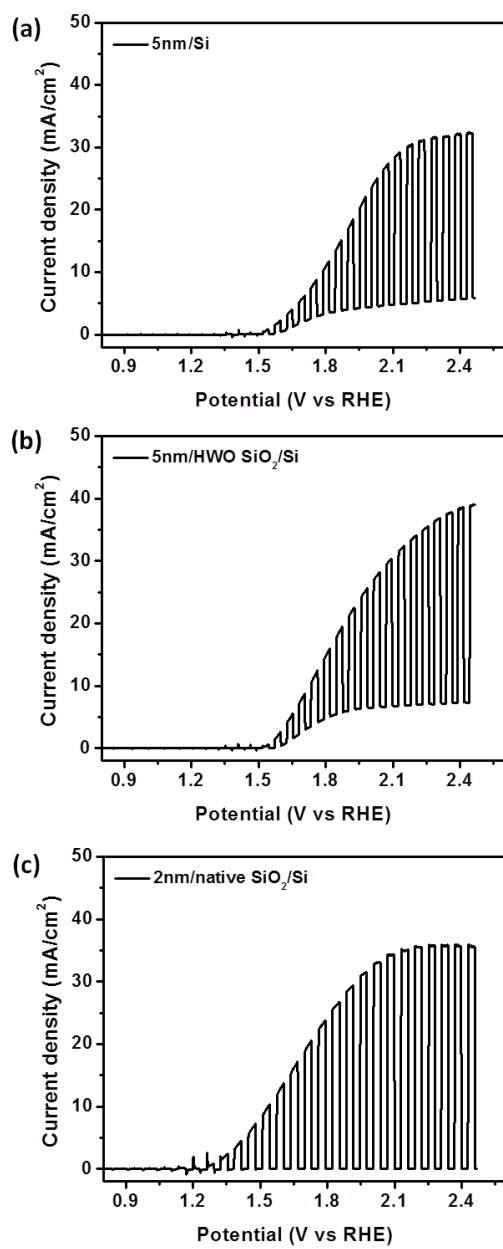 (a)
5nm/Si
50
40
30
20
10
0
0.9 1.2 1.5 1.8 2.1 2.4
Current density (mA/cm²)
Potential (V vs RHE)
(b)
5nm/HWO SiO₂/Si
50
40
30
20
10
0
0.9 1.2 1.5 1.8 2.1 2.4
Current density (mA/cm²)
Potential (V vs RHE)
(c)
2nm/native SiO₂/Si
50
40
30
20
10
0
0.9 1.2 1.5 1.8 2.1 2.4
Current density (mA/cm²)
Potential (V vs RHE)